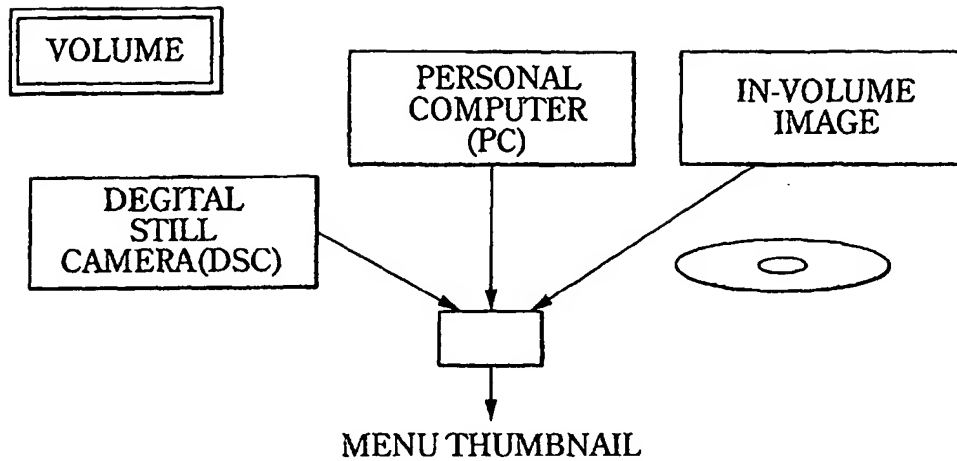 VOLUME
PERSONAL
COMPUTER
(PC)
IN-VOLUME
IMAGE
DEGITAL
STILL
CAMERA(DSC)
MENU THUMBNAIL